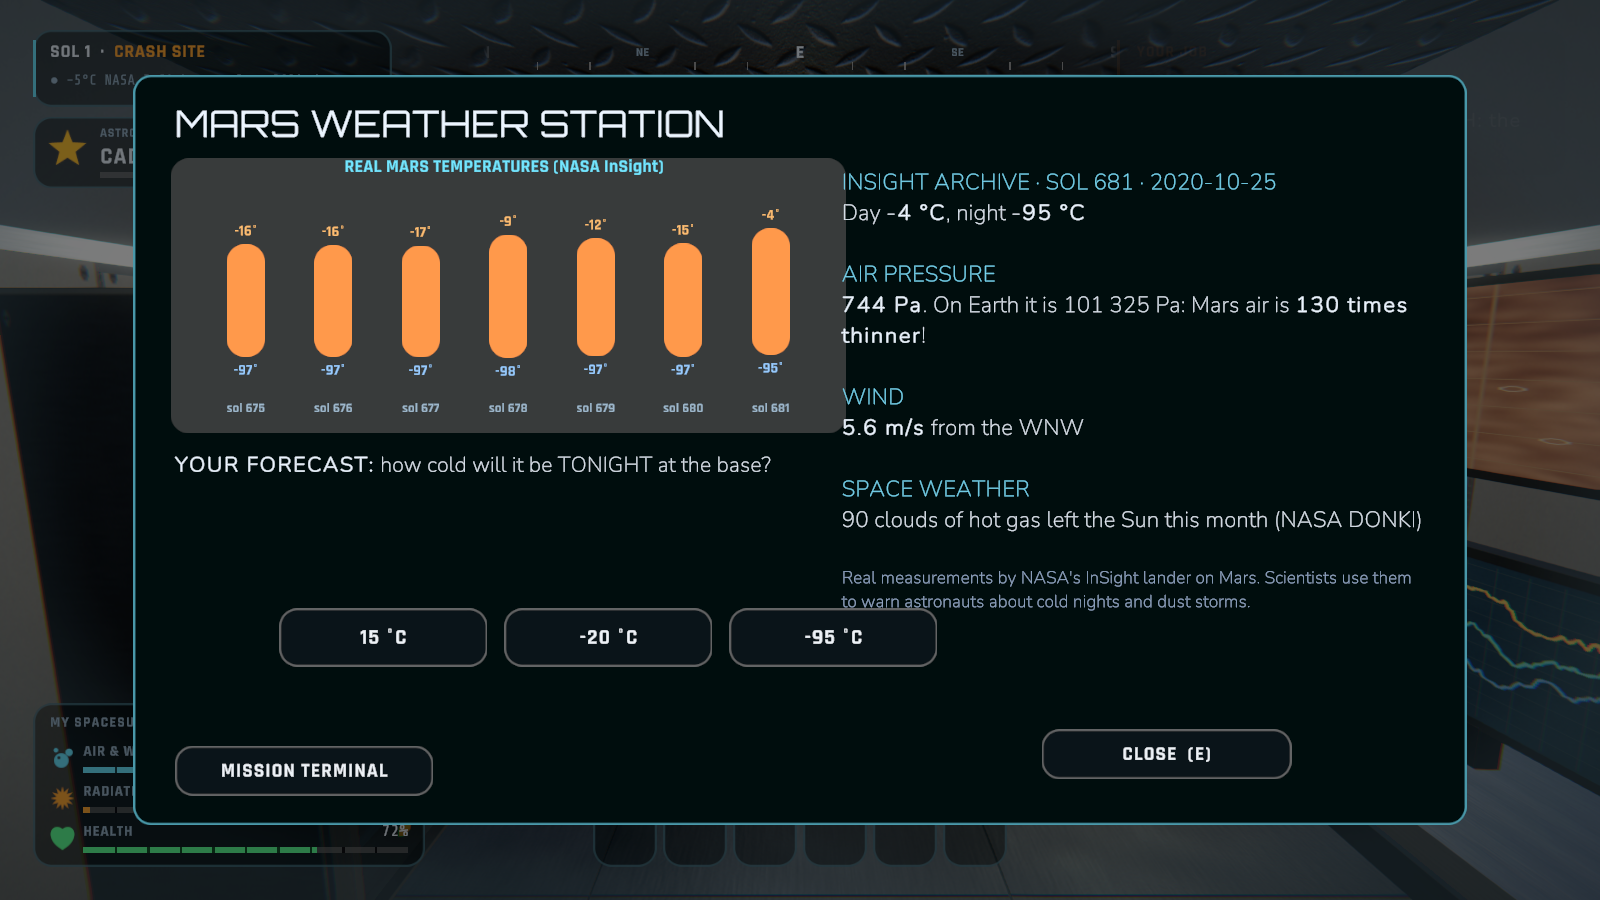 SOL 1 · CRASH SITE
NE
E
SE
-5°C NASA
MARS WEATHER STATION
REAL MARS TEMPERATURES (NASA InSight)
-16° -16° -17° -9° -12° -15° -4°
-97° -97° -97° -98° -97° -97° -95°
sol 675 sol 676 sol 677 sol 678 sol 679 sol 680 sol 681
YOUR FORECAST: how cold will it be TONIGHT at the base?
INSIGHT ARCHIVE · SOL 681 · 2020-10-25
Day -4 °C, night -95 °C
AIR PRESSURE
744 Pa. On Earth it is 101 325 Pa: Mars air is 130 times
thinner!
WIND
5.6 m/s from the WNW
SPACE WEATHER
90 clouds of hot gas left the Sun this month (NASA DONKI)
Real measurements by NASA's InSight lander on Mars. Scientists use them
to warn astronauts about cold nights and dust storms.
15 °C
-20 °C
-95 °C
MISSION TERMINAL
CLOSE (E)
MY SPACESU
AIR & W
RADIATI
HEALTH
72%